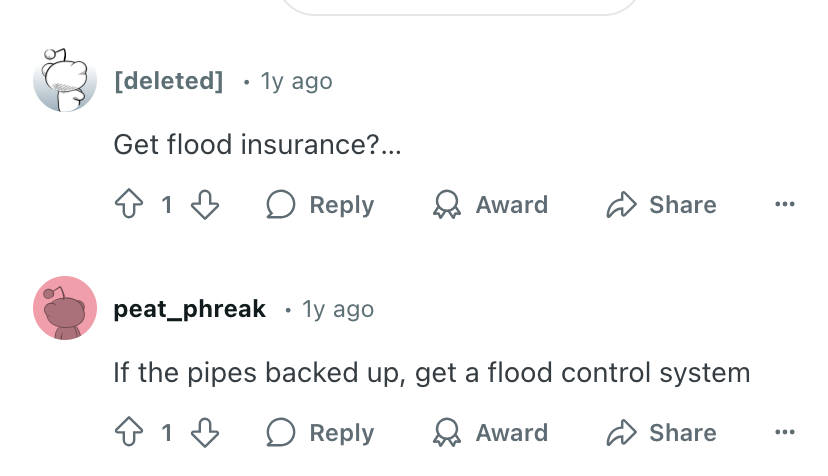 [deleted] • 1y ago
Get flood insurance?...
1 Reply Award Share ...
peat_phreak • 1y ago
If the pipes backed up, get a flood control system
1 Reply Award Share ...